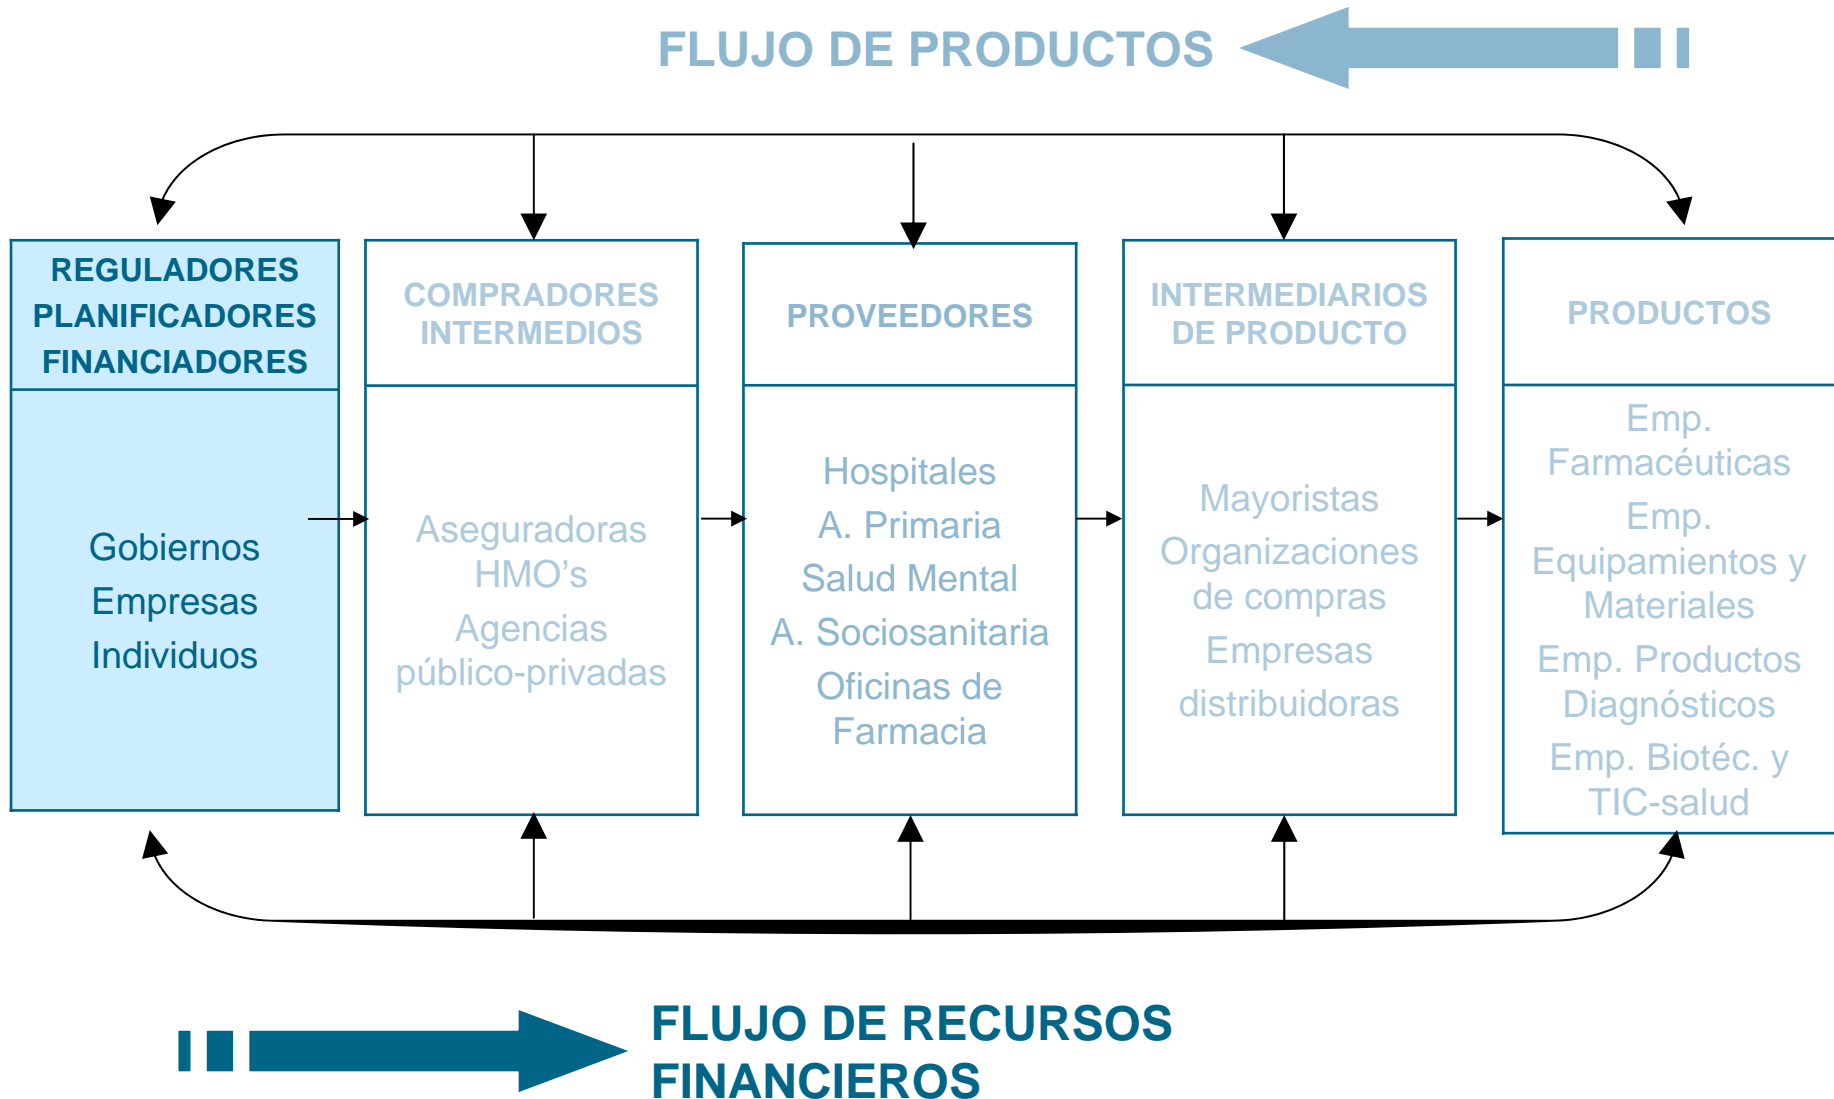 FLUJO DE PRODUCTOS
REGULADORES
PLANIFICADORES
FINANCIADORES
Gobiernos
Empresas
Individuos
COMPRADORES
INTERMEDIOS
Aseguradoras
HMO’s
Agencias
público-privadas
PROVEEDORES
Hospitales
A. Primaria
Salud Mental
A. Sociosanitaria
Oficinas de
Farmacia
INTERMEDIARIOS
DE PRODUCTO
Mayoristas
Organizaciones
de compras
Empresas
distribuidoras
PRODUCTOS
Emp.
Farmacéuticas
Emp.
Equipamientos y
Materiales
Emp. Productos
Diagnósticos
Emp. Biotéc. y
TIC-salud
FLUJO DE RECURSOS
FINANCIEROS